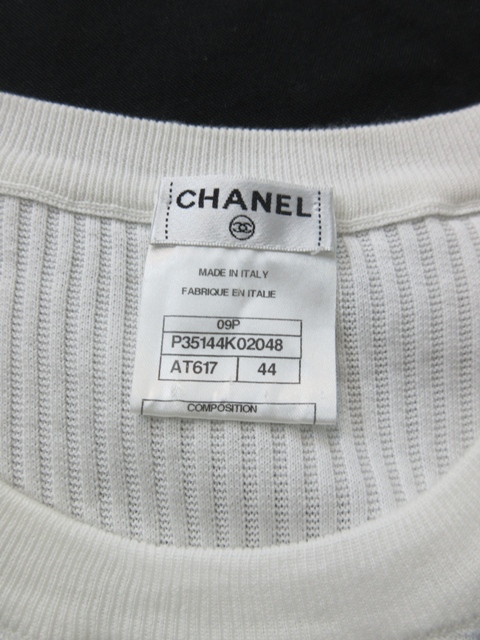 CHANEL
MADE IN ITALY
FABRIQUE EN ITALIE
09P
P35144K02048
AT617 44
COMPOSITION